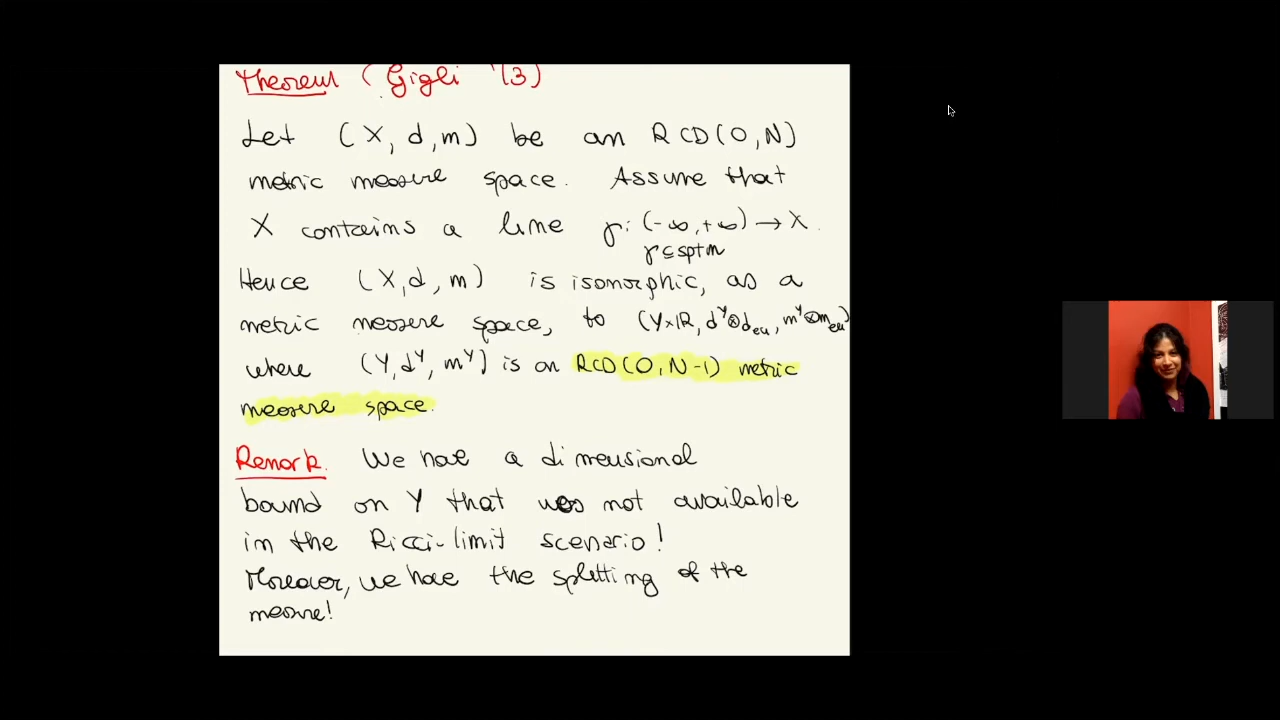 Theorem (Gigli '13)
Let (X, d, m) be an RCD(0, N)
metric measure space. Assume that
X contains a line γ: (-∞, +∞) → X.
γ ⊆ spt m
Hence (X, d, m) is isomorphic, as a
metric measure space, to (Y×ℝ, d^Y⊗d_eu, m^Y⊗m_eu)
where (Y, d^Y, m^Y) is an RCD(0, N-1) metric
measure space.
Remark. We have a dimensional
bound on Y that was not available
in the Ricci-limit scenario!
Moreover, we have the splitting of the
measure!